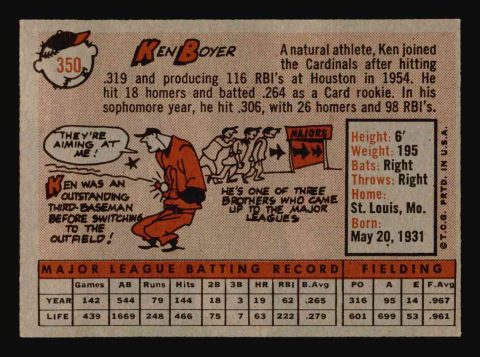 350
KEN BOYER
A natural athlete, Ken joined
the Cardinals after hitting
.319 and producing 116 RBI's at Houston in 1954. He
hit 18 homers and batted .264 as a Card rookie. In his
sophomore year, he hit .306, with 26 homers and 98 RBI's.
THEY'RE
AIMING AT
ME!
KEN WAS AN
OUTSTANDING
THIRD-BASEMAN
BEFORE SWITCHING
TO THE
OUTFIELD!
MAJORS
HE'S ONE OF THREE
BROTHERS WHO CAME
UP TO THE MAJOR
LEAGUES
Height: 6'
Weight: 195
Bats: Right
Throws: Right
Home:
St. Louis, Mo.
Born:
May 20, 1931
© T.C.G. PRTD. IN U.S.A.
MAJOR LEAGUE BATTING RECORD FIELDING
Games AB Runs Hits 2B 3B HR RBI B.Avg PO A E F.Avg
YEAR 142 544 79 144 18 3 19 62 .265 316 95 14 .967
LIFE 439 1669 248 466 75 7 63 222 .279 601 699 53 .961